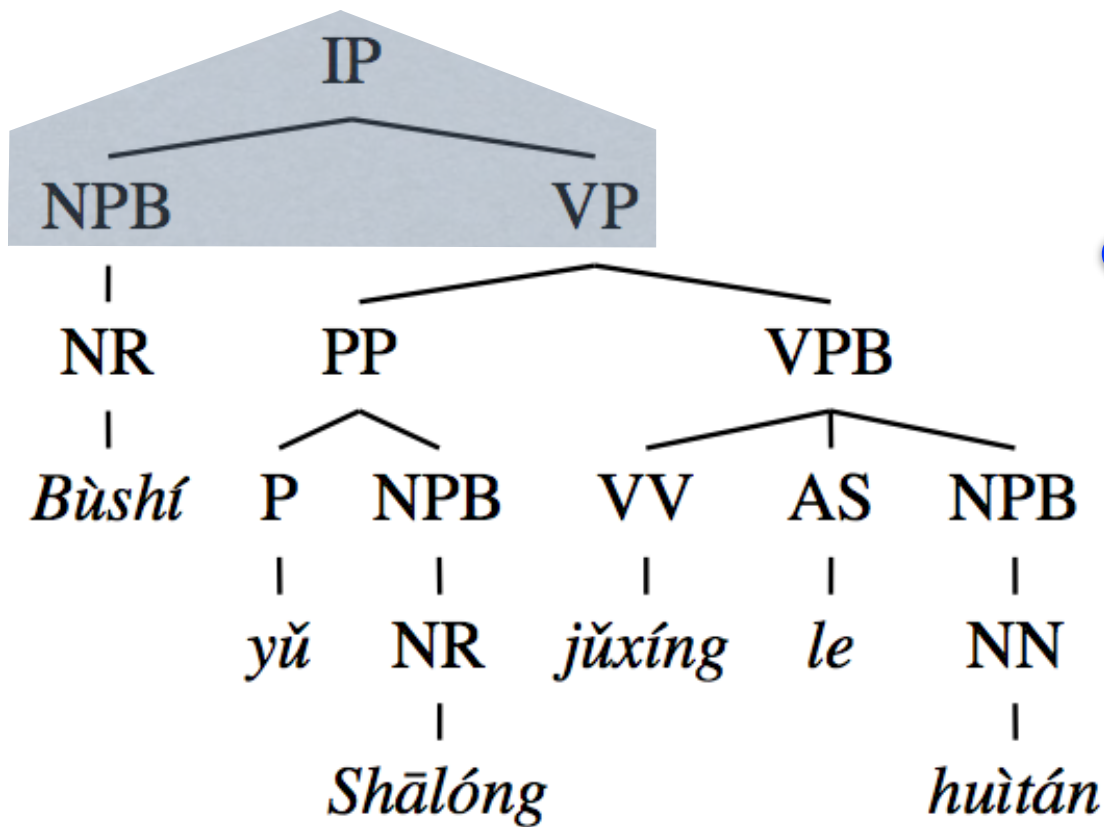 IP
NPB VP
NR PP VPB
Bùshí P NPB VV AS NPB
yǔ NR jǔxíng le NN
Shālóng huìtán